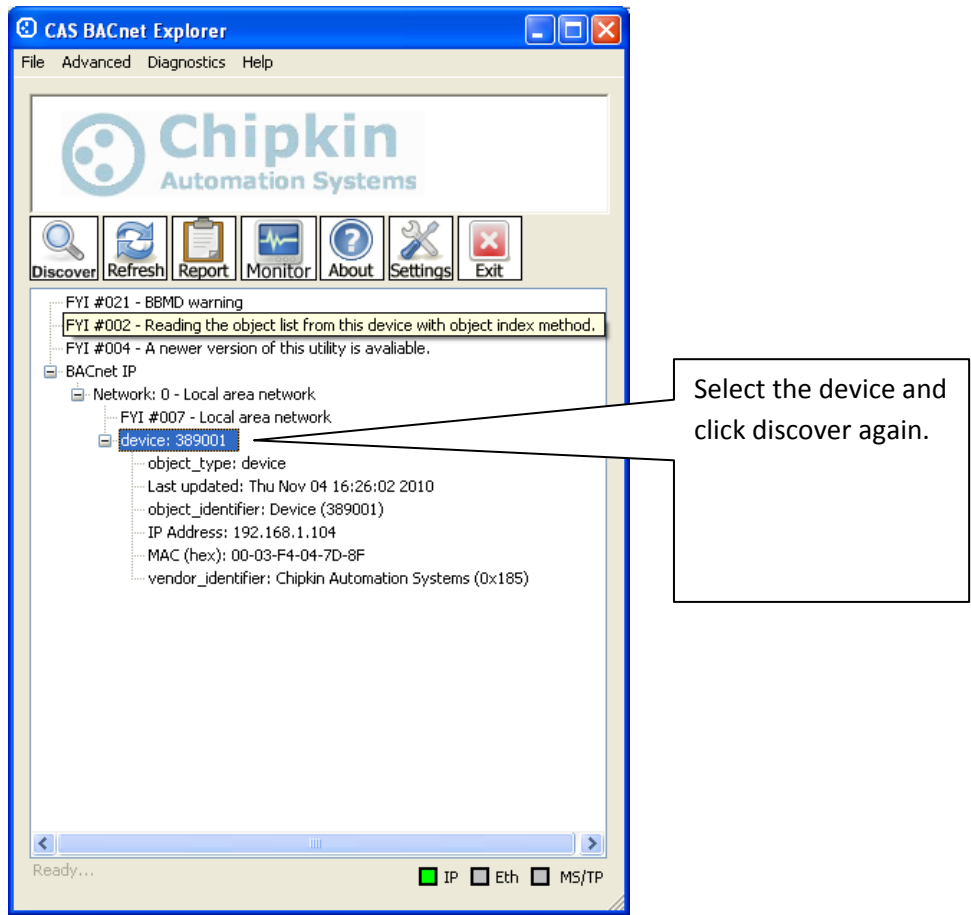 CAS BACnet Explorer
File Advanced Diagnostics Help
Chipkin
Automation Systems
Discover Refresh Report Monitor About Settings Exit
FYI #021 - BBMD warning
FYI #002 - Reading the object list from this device with object index method.
FYI #004 - A newer version of this utility is avaliable.
BACnet IP
Network: 0 - Local area network
FYI #007 - Local area network
device: 389001
object_type: device
Last updated: Thu Nov 04 16:26:02 2010
object_identifier: Device (389001)
IP Address: 192.168.1.104
MAC (hex): 00-03-F4-04-7D-8F
vendor_identifier: Chipkin Automation Systems (0x185)
Select the device and
click discover again.
Ready...
IP Eth MS/TP